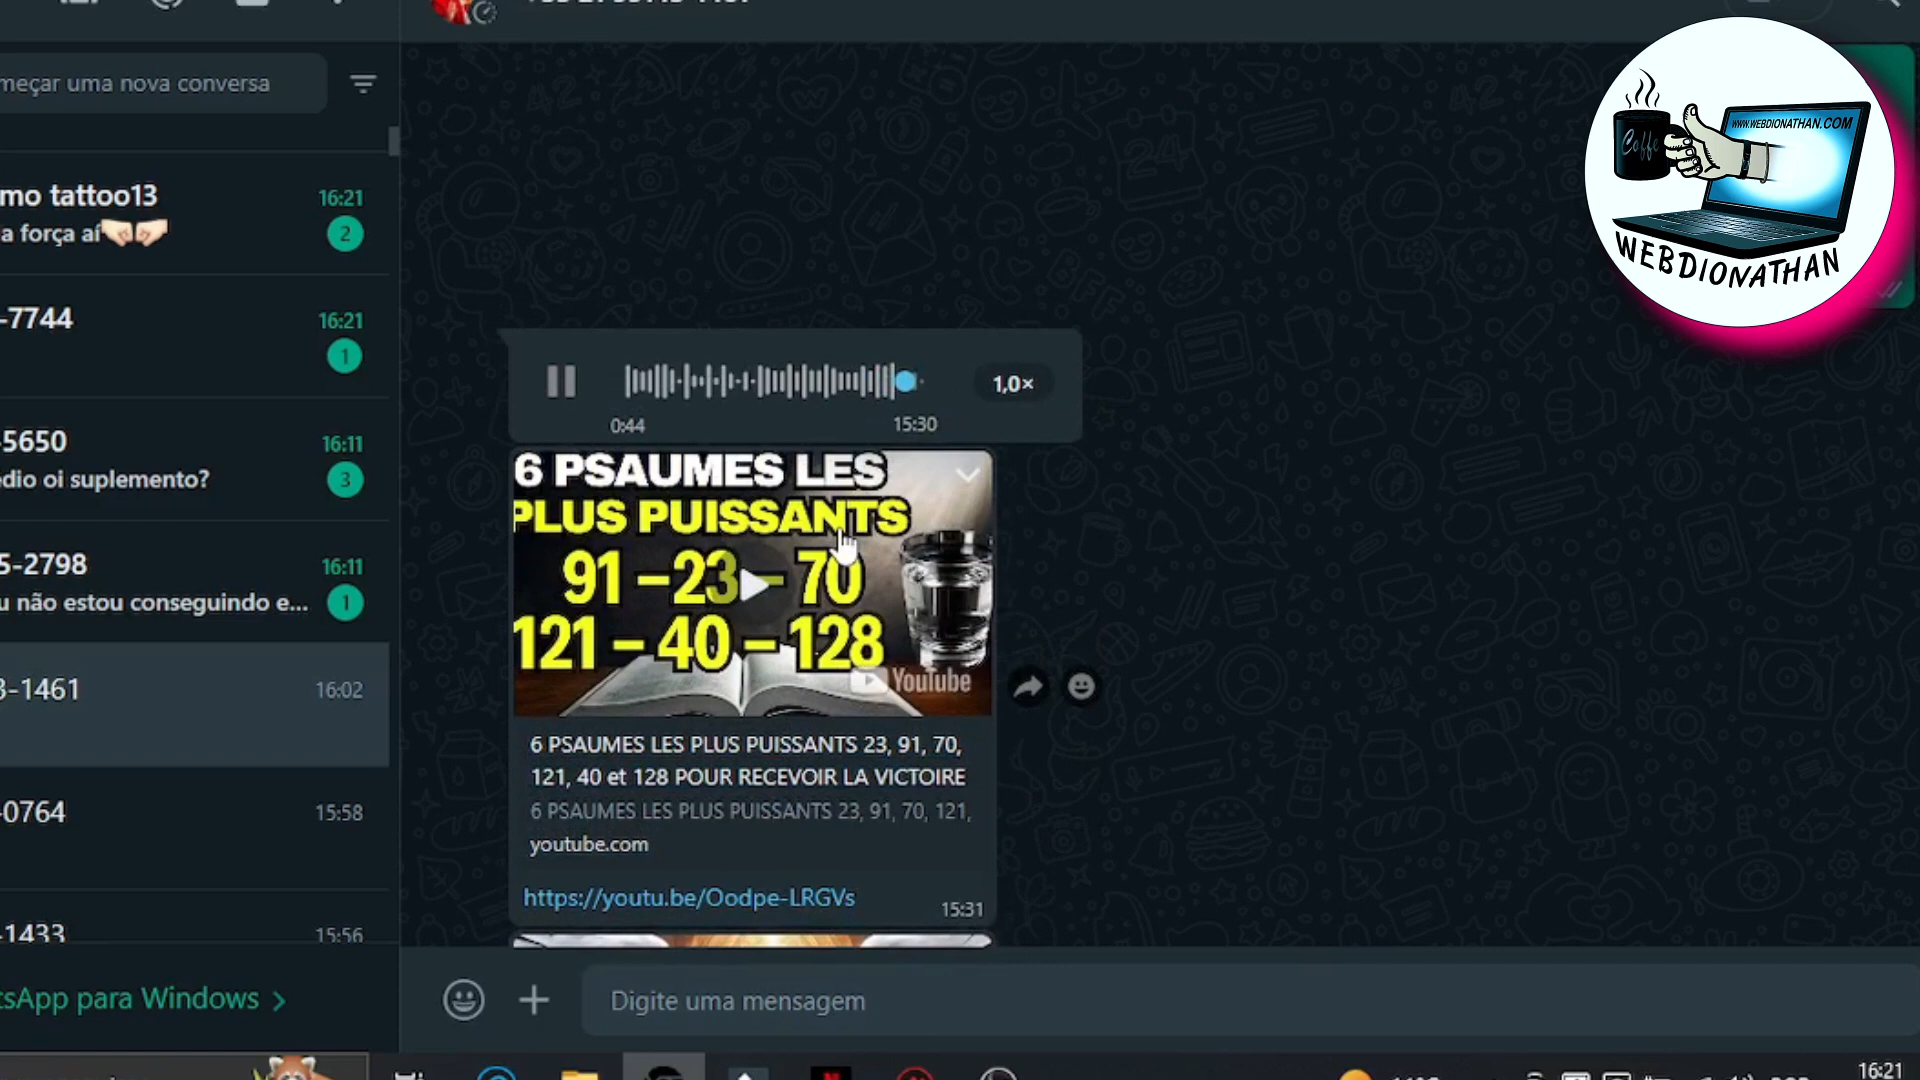 meçar uma nova conversa
mo tattoo13
16:21
a força aí🤜🤛
2
-7744
16:21
1
-5650
16:11
édio oi suplemento?
3
5-2798
16:11
u não estou conseguindo e...
1
3-1461
16:02
-0764
15:58
-1433
15:56
tsApp para Windows >
0:44
15:30
1,0×
6 PSAUMES LES
PLUS PUISSANTS
91 – 23 – 70
121 – 40 – 128
YouTube
6 PSAUMES LES PLUS PUISSANTS 23, 91, 70,
121, 40 et 128 POUR RECEVOIR LA VICTOIRE
6 PSAUMES LES PLUS PUISSANTS 23, 91, 70, 121,
youtube.com
https://youtu.be/Oodpe-LRGVs
15:31
Digite uma mensagem
16:21
Coffe
WWW.WEBDIONATHAN.COM
WEBDIONATHAN